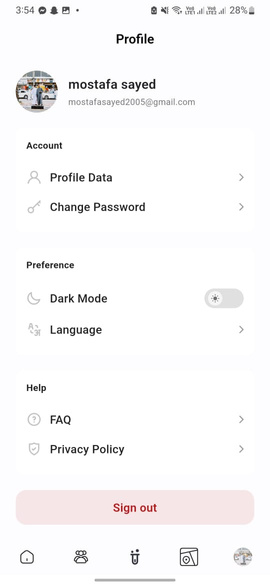 3:54
28%
Profile
mostafa sayed
mostafasayed2005@gmail.com
Account
Profile Data
Change Password
Preference
Dark Mode
Language
Help
FAQ
Privacy Policy
Sign out